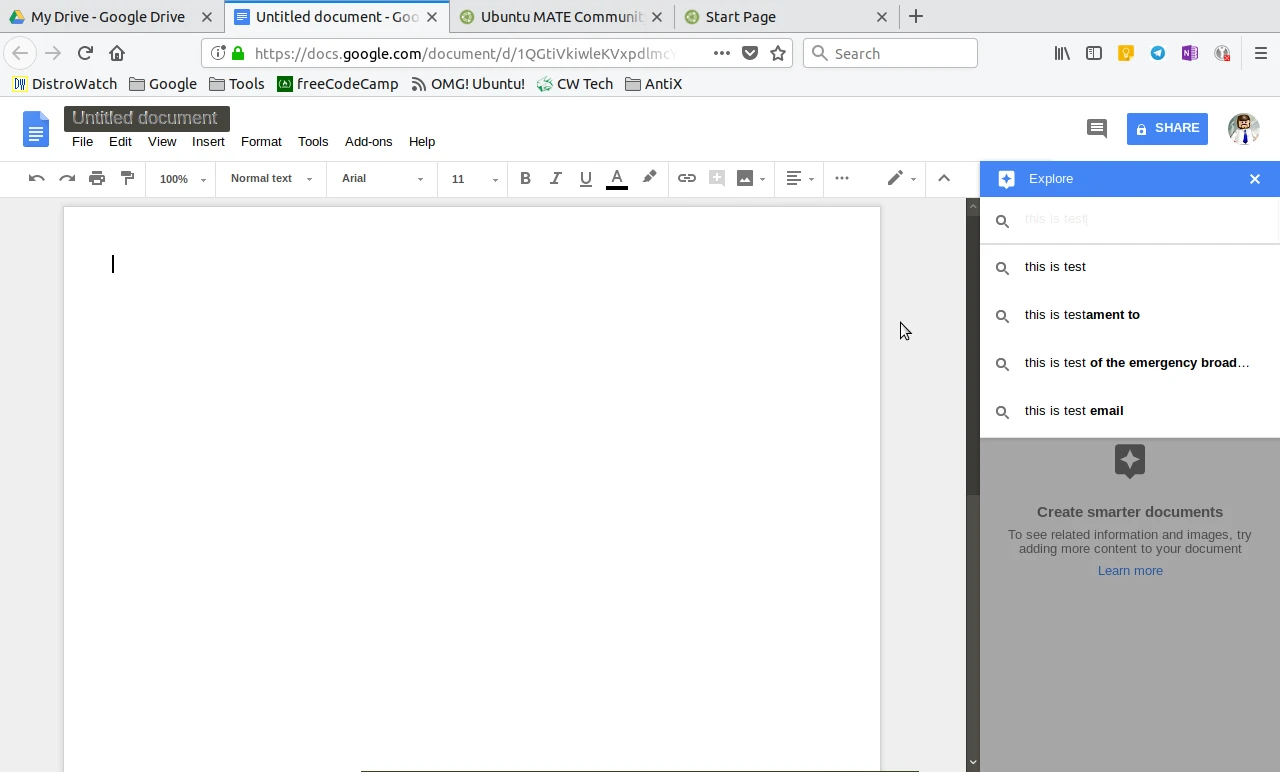 My Drive - Google Drive
Untitled document - Goo
Ubuntu MATE Communit
Start Page
https://docs.google.com/document/d/1QGtiVkiwleKVxpdlmc
Search
DistroWatch
Google
Tools
freeCodeCamp
OMG! Ubuntu!
CW Tech
AntiX
Untitled document
File Edit View Insert Format Tools Add-ons Help
SHARE
100%
Normal text
Arial
11
B I U A
Explore
this is test
this is test
this is testament to
this is test of the emergency broad...
this is test email
Create smarter documents
To see related information and images, try
adding more content to your document
Learn more